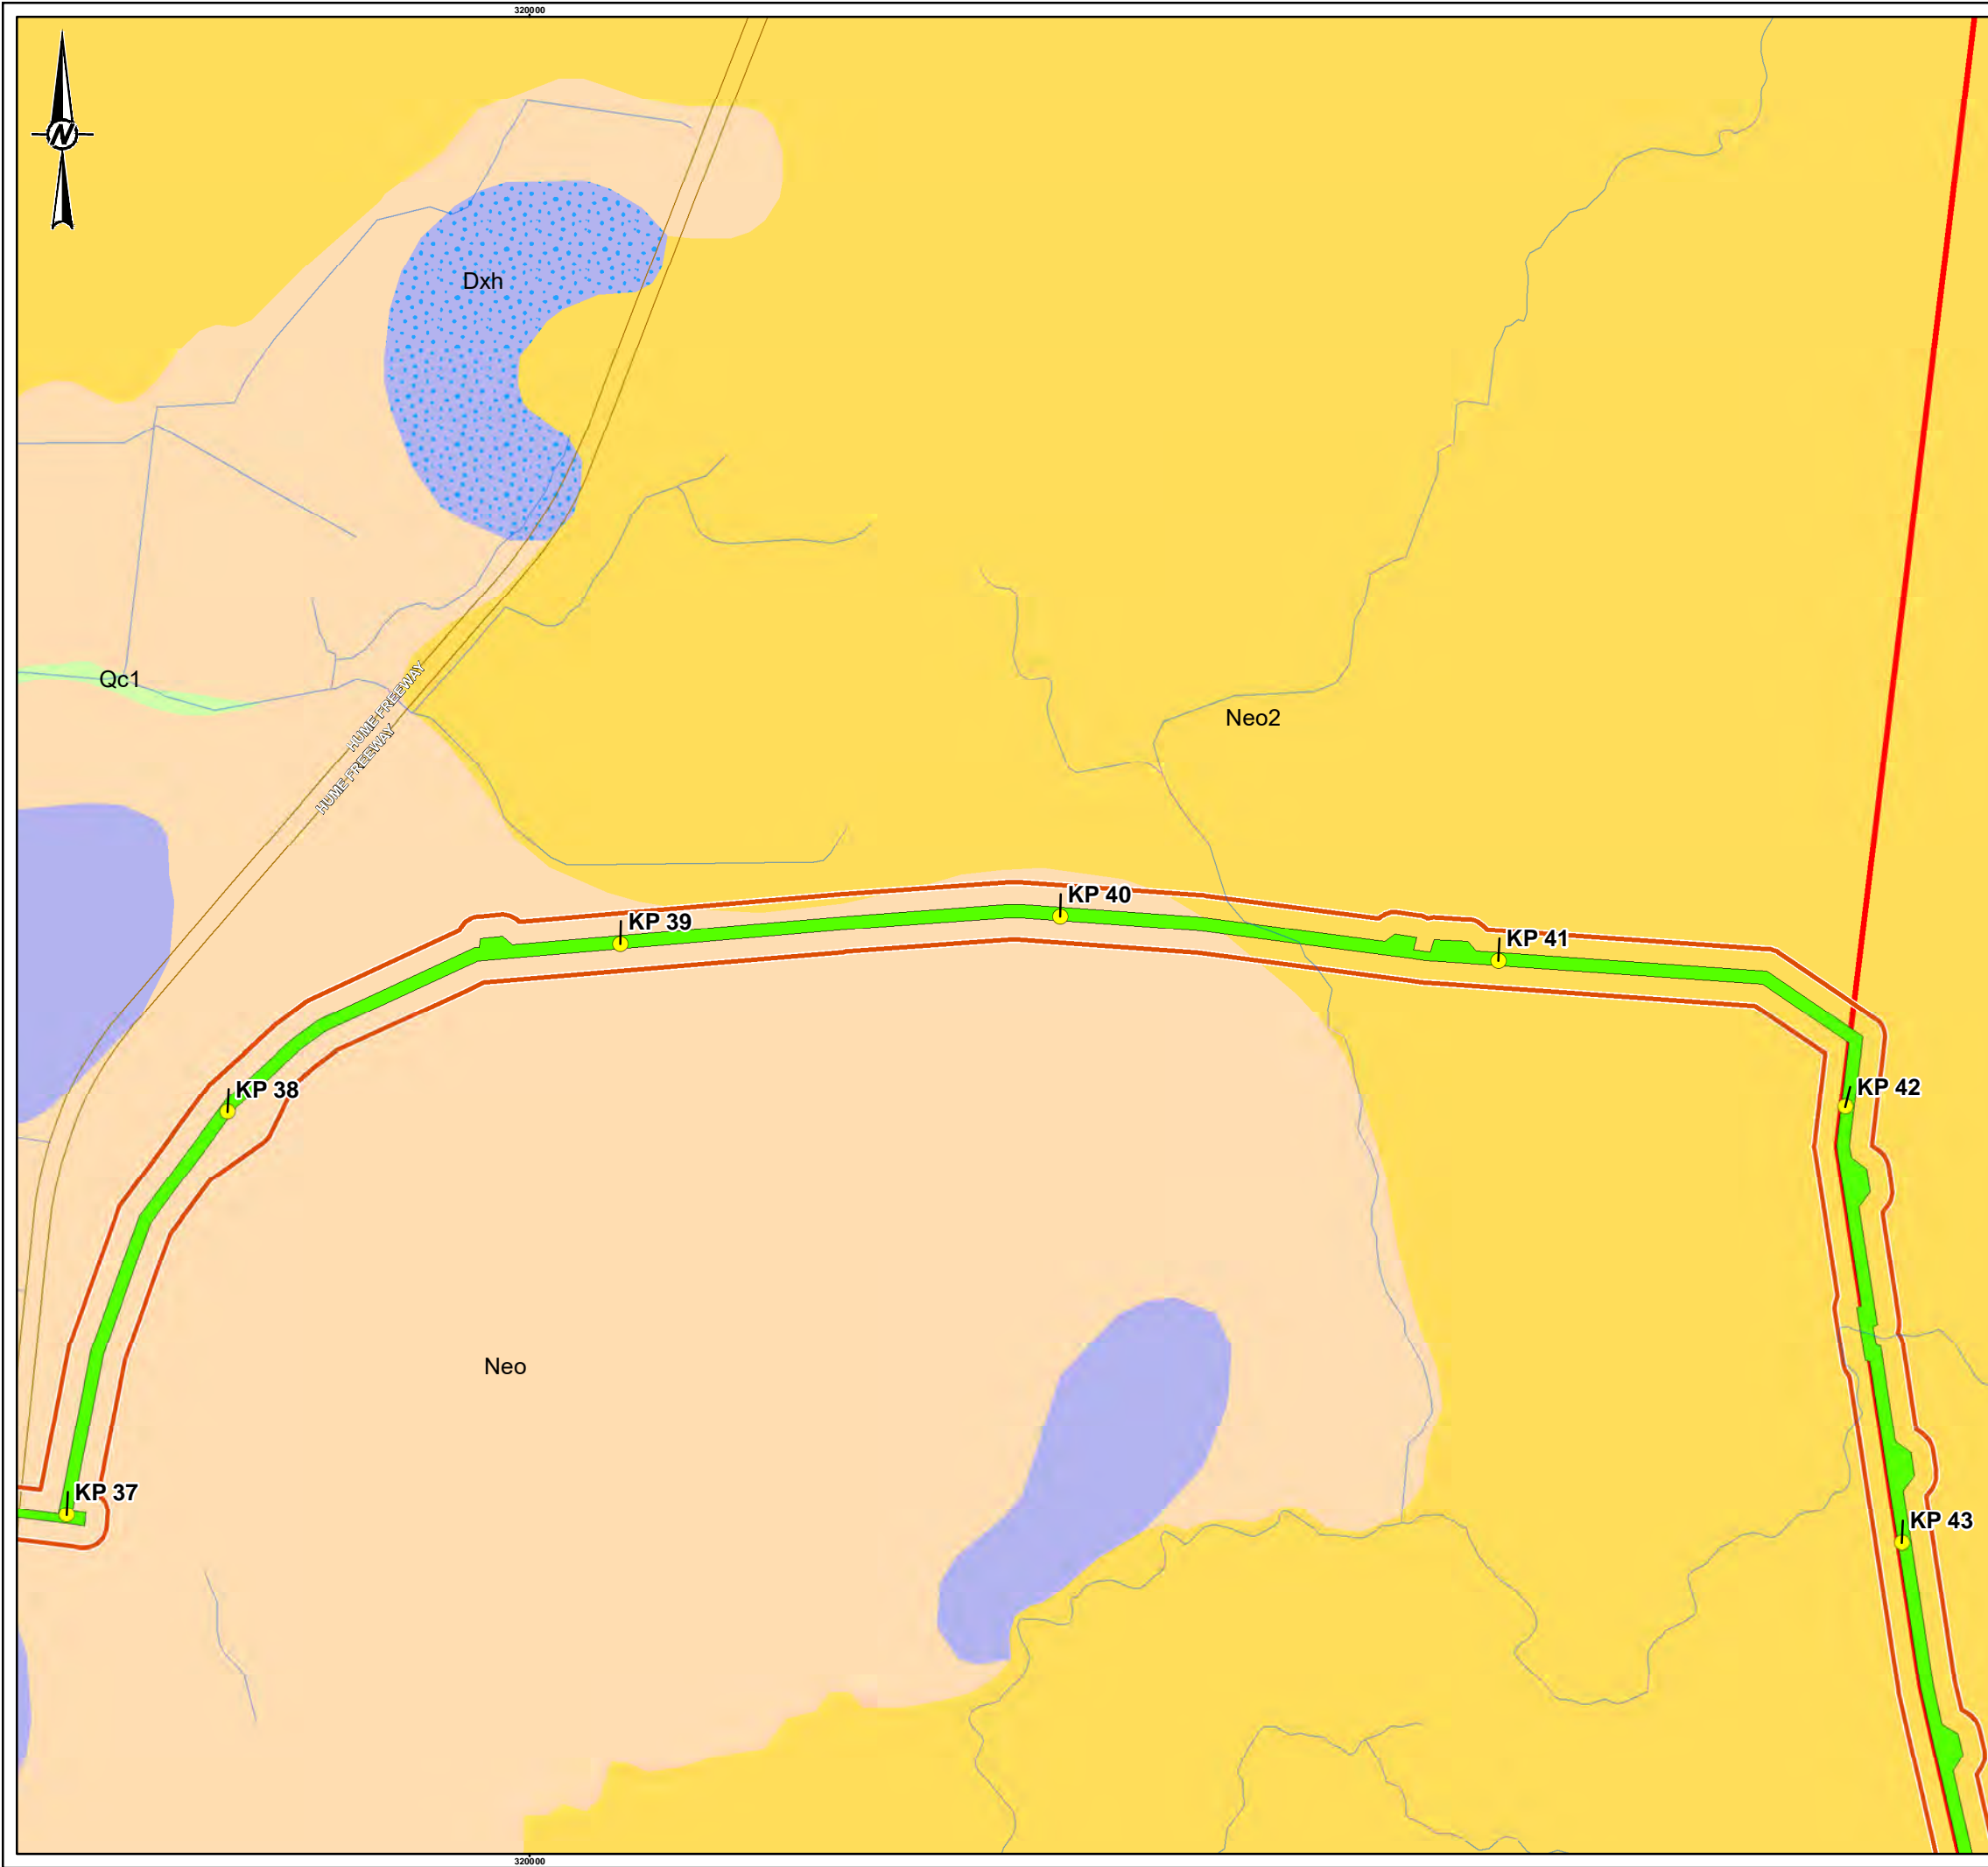 320000
N
Dxh
Qc1
HUME FREEWAY
HUME FREEWAY
Neo2
KP 40
KP 39
KP 41
KP 38
KP 42
Neo
KP 37
KP 43
320000